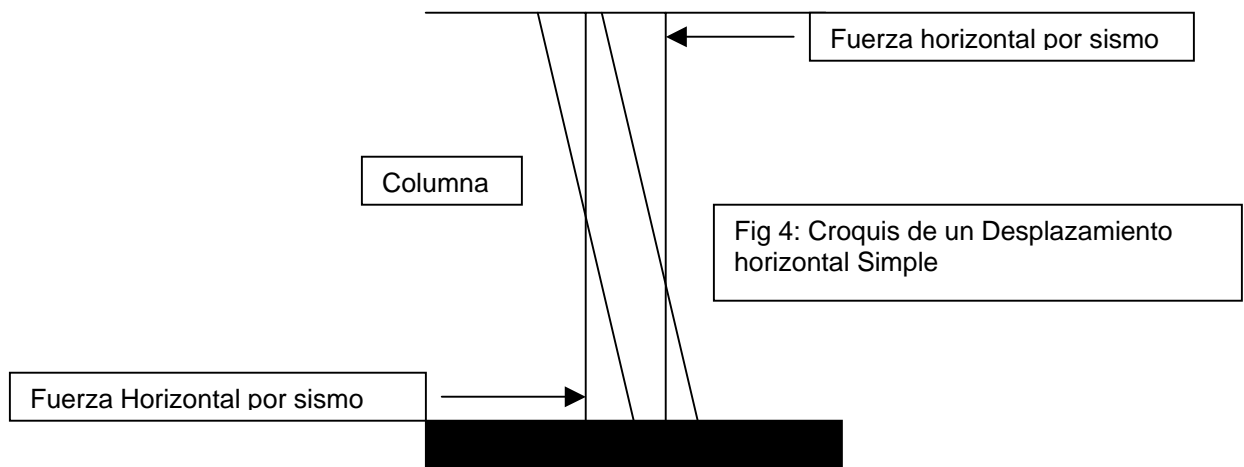 Fuerza horizontal por sismo
Columna
Fig 4: Croquis de un Desplazamiento
horizontal Simple
Fuerza Horizontal por sismo